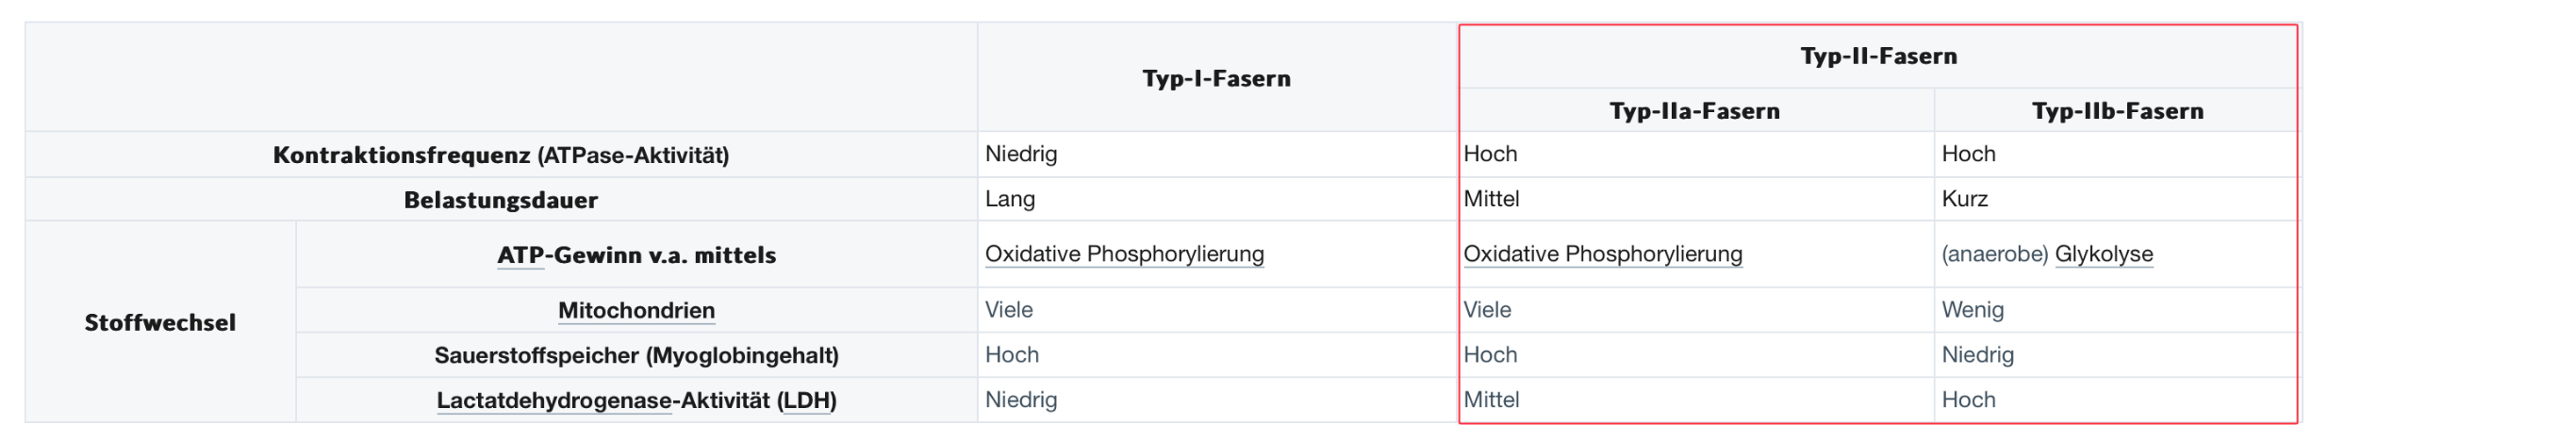 Typ-I-Fasern
Typ-II-Fasern
Typ-IIa-Fasern
Typ-IIb-Fasern
Kontraktionsfrequenz (ATPase-Aktivität)
Niedrig
Hoch
Hoch
Belastungsdauer
Lang
Mittel
Kurz
Stoffwechsel
ATP-Gewinn v.a. mittels
Oxidative Phosphorylierung
Oxidative Phosphorylierung
(anaerobe) Glykolyse
Mitochondrien
Viele
Viele
Wenig
Sauerstoffspeicher (Myoglobingehalt)
Hoch
Hoch
Niedrig
Lactatdehydrogenase-Aktivität (LDH)
Niedrig
Mittel
Hoch